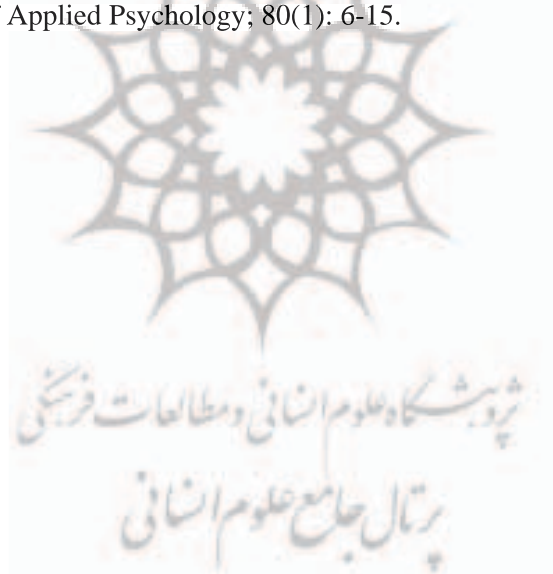 Applied Psychology; 80(1): 6-15.
پژوهشگاه علوم انسانی و مطالعات فرهنگی
پرتال جامع علوم انسانی